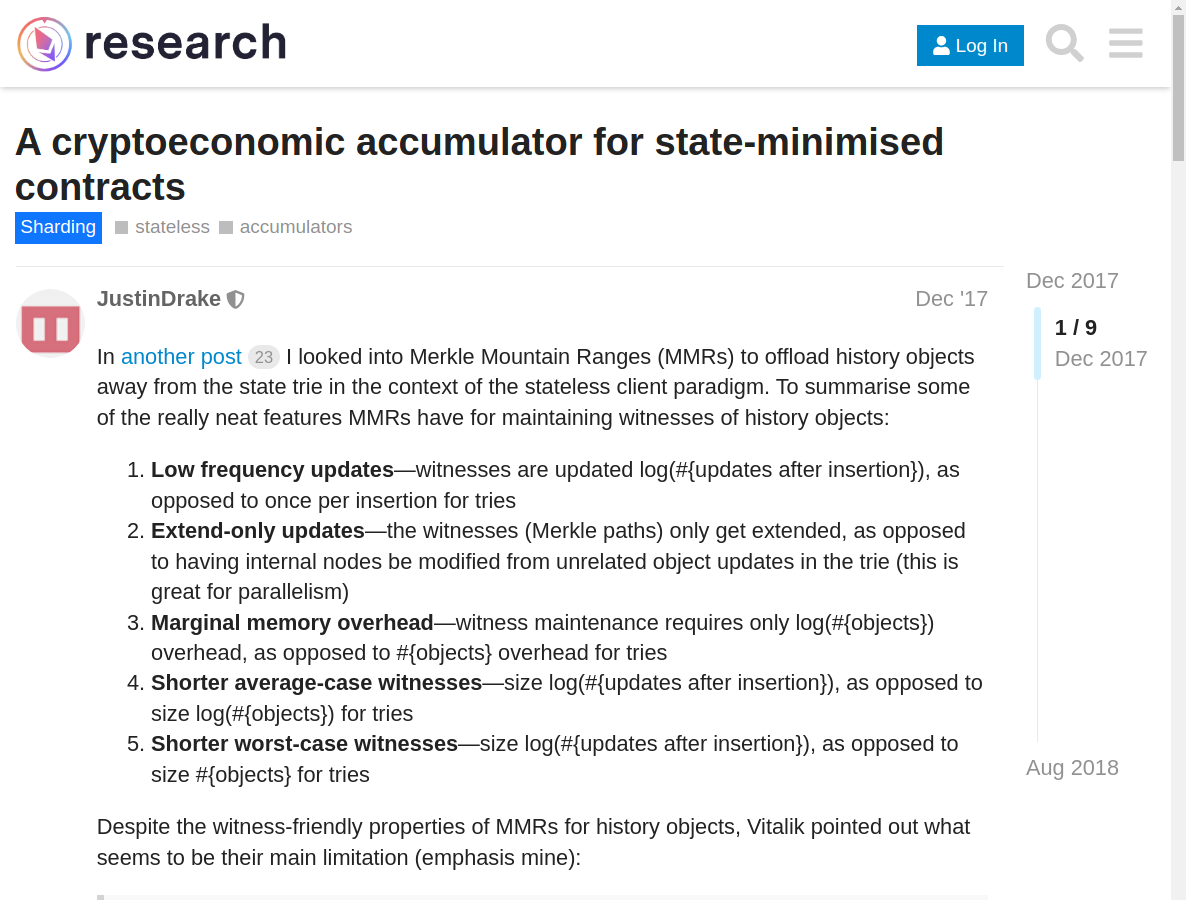 research
Log In
A cryptoeconomic accumulator for state-minimised
contracts
Sharding stateless accumulators
Dec 2017
JustinDrake Dec '17
1 / 9
Dec 2017
In another post 23 I looked into Merkle Mountain Ranges (MMRs) to offload history objects
away from the state trie in the context of the stateless client paradigm. To summarise some
of the really neat features MMRs have for maintaining witnesses of history objects:
1. Low frequency updates—witnesses are updated log(#{updates after insertion}), as
opposed to once per insertion for tries
2. Extend-only updates—the witnesses (Merkle paths) only get extended, as opposed
to having internal nodes be modified from unrelated object updates in the trie (this is
great for parallelism)
3. Marginal memory overhead—witness maintenance requires only log(#{objects})
overhead, as opposed to #{objects} overhead for tries
4. Shorter average-case witnesses—size log(#{updates after insertion}), as opposed to
size log(#{objects}) for tries
5. Shorter worst-case witnesses—size log(#{updates after insertion}), as opposed to
size #{objects} for tries
Aug 2018
Despite the witness-friendly properties of MMRs for history objects, Vitalik pointed out what
seems to be their main limitation (emphasis mine):